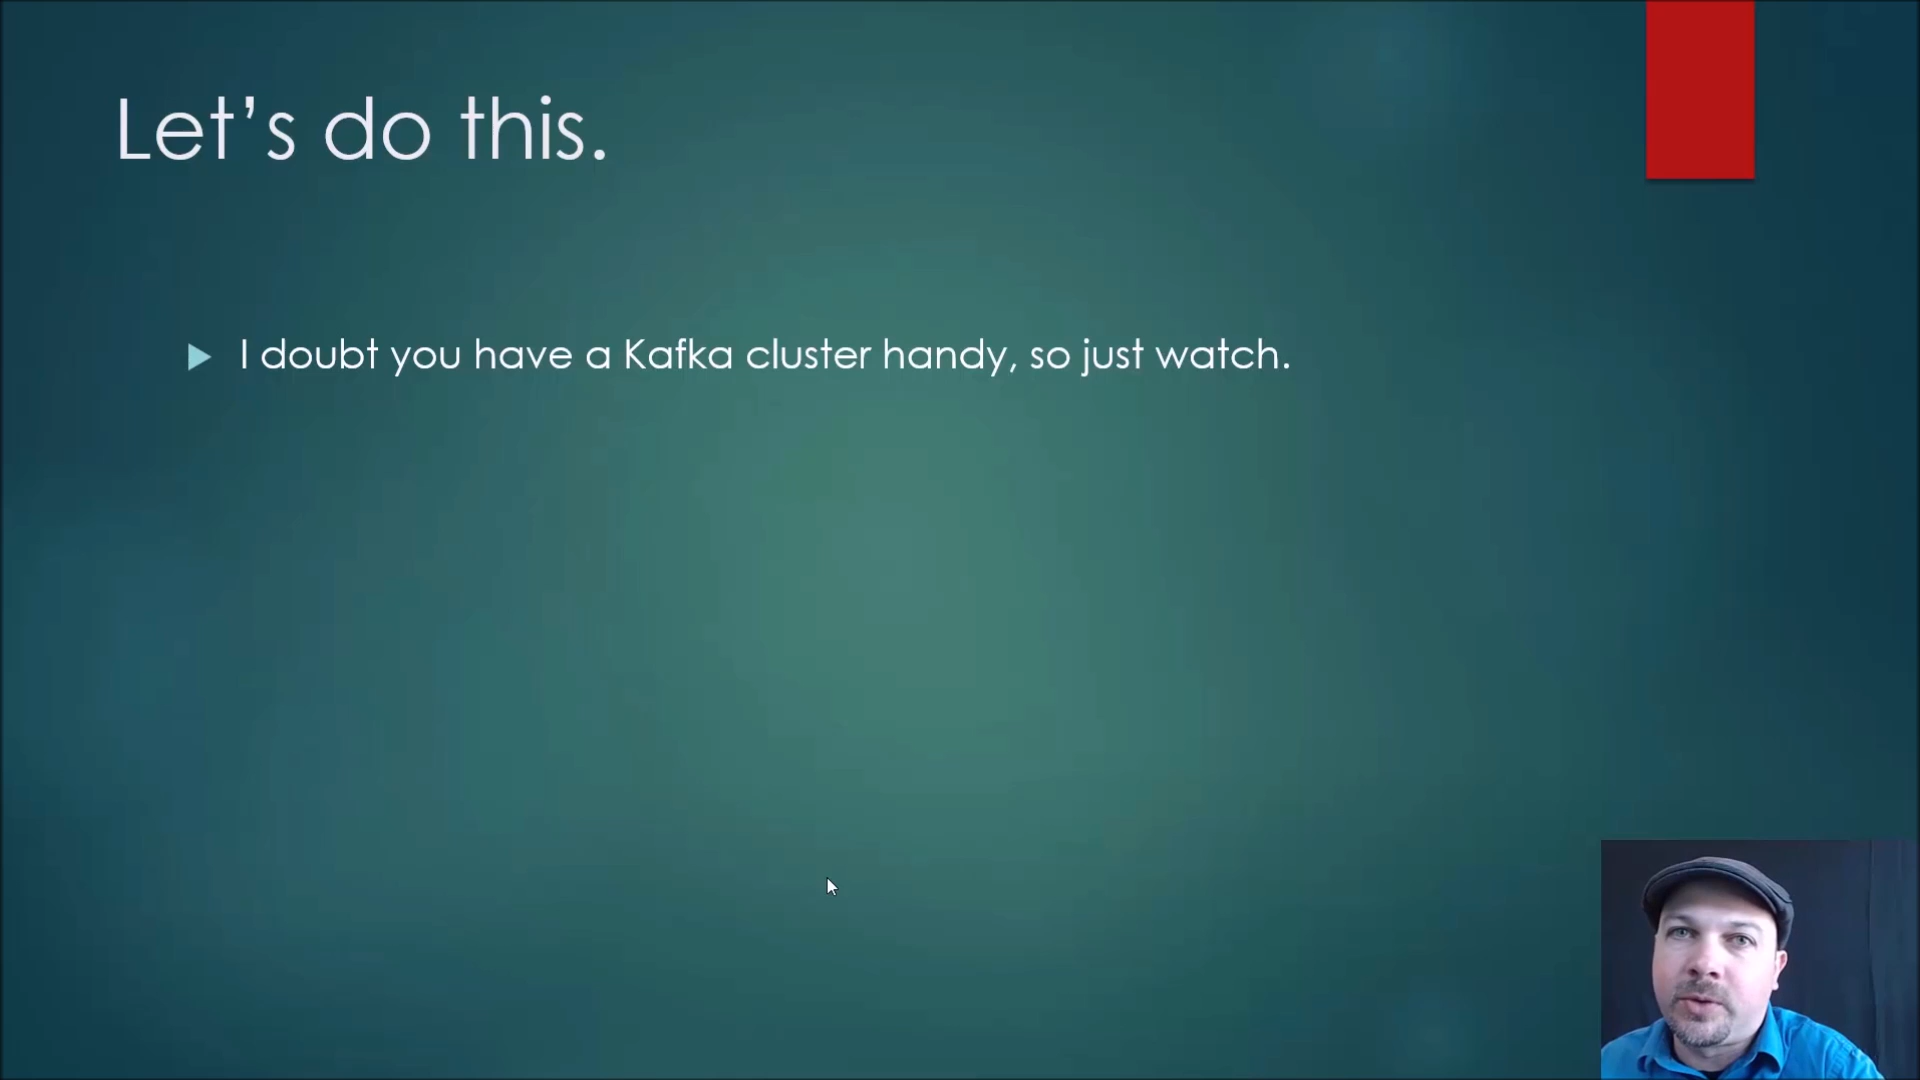 Let’s do this.
I doubt you have a Kafka cluster handy, so just watch.